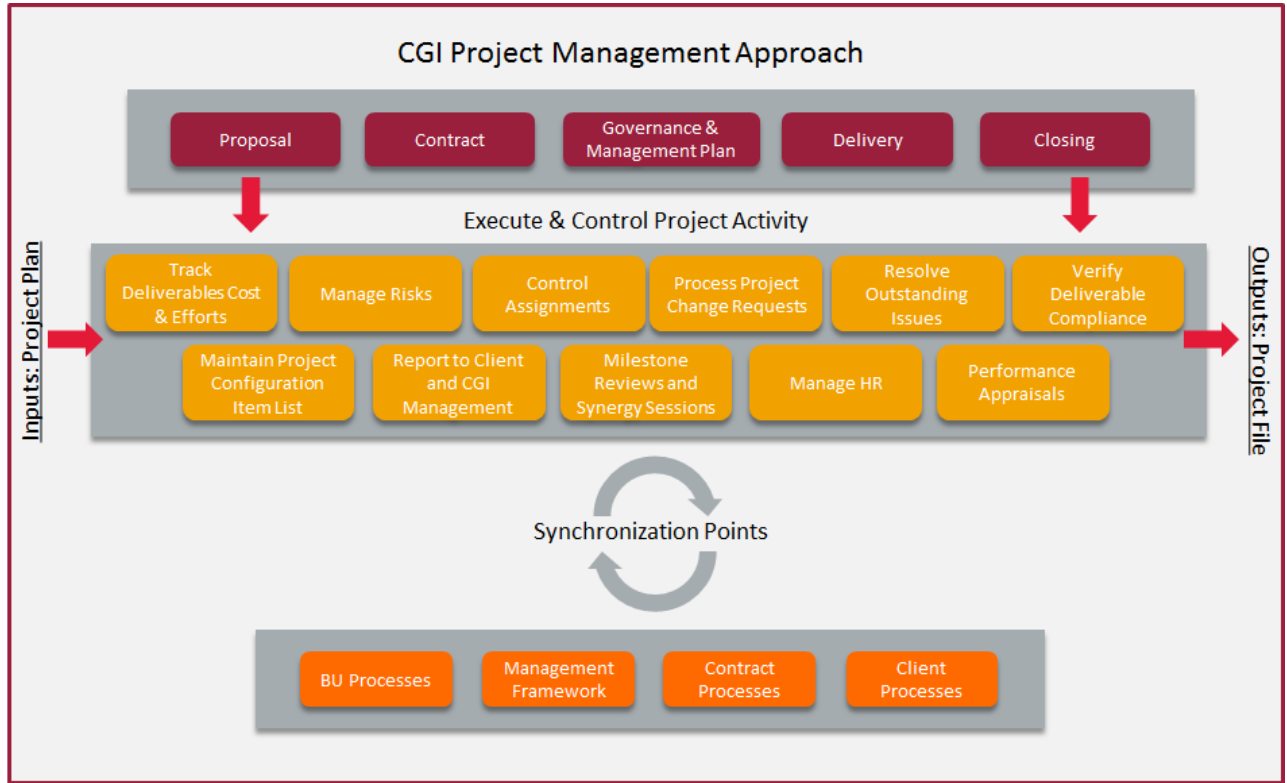 CGI Project Management Approach
Proposal
Contract
Governance &
Management Plan
Delivery
Closing
Execute & Control Project Activity
Inputs: Project Plan
Track
Deliverables Cost
& Efforts
Manage Risks
Control
Assignments
Process Project
Change Requests
Resolve
Outstanding
Issues
Verify
Deliverable
Compliance
Maintain Project
Configuration
Item List
Report to Client
and CGI
Management
Milestone
Reviews and
Synergy Sessions
Manage HR
Performance
Appraisals
Outputs: Project File
Synchronization Points
BU Processes
Management
Framework
Contract
Processes
Client
Processes